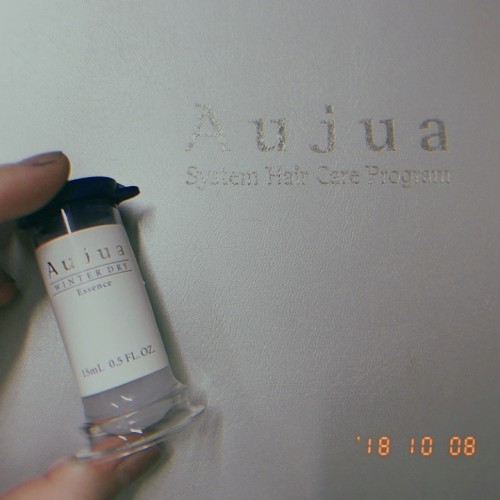 Aujua
System Hair Care Program
Aujua
WINTER DRY
Essence
15mL 0.5 FL.OZ.
'18 10 08